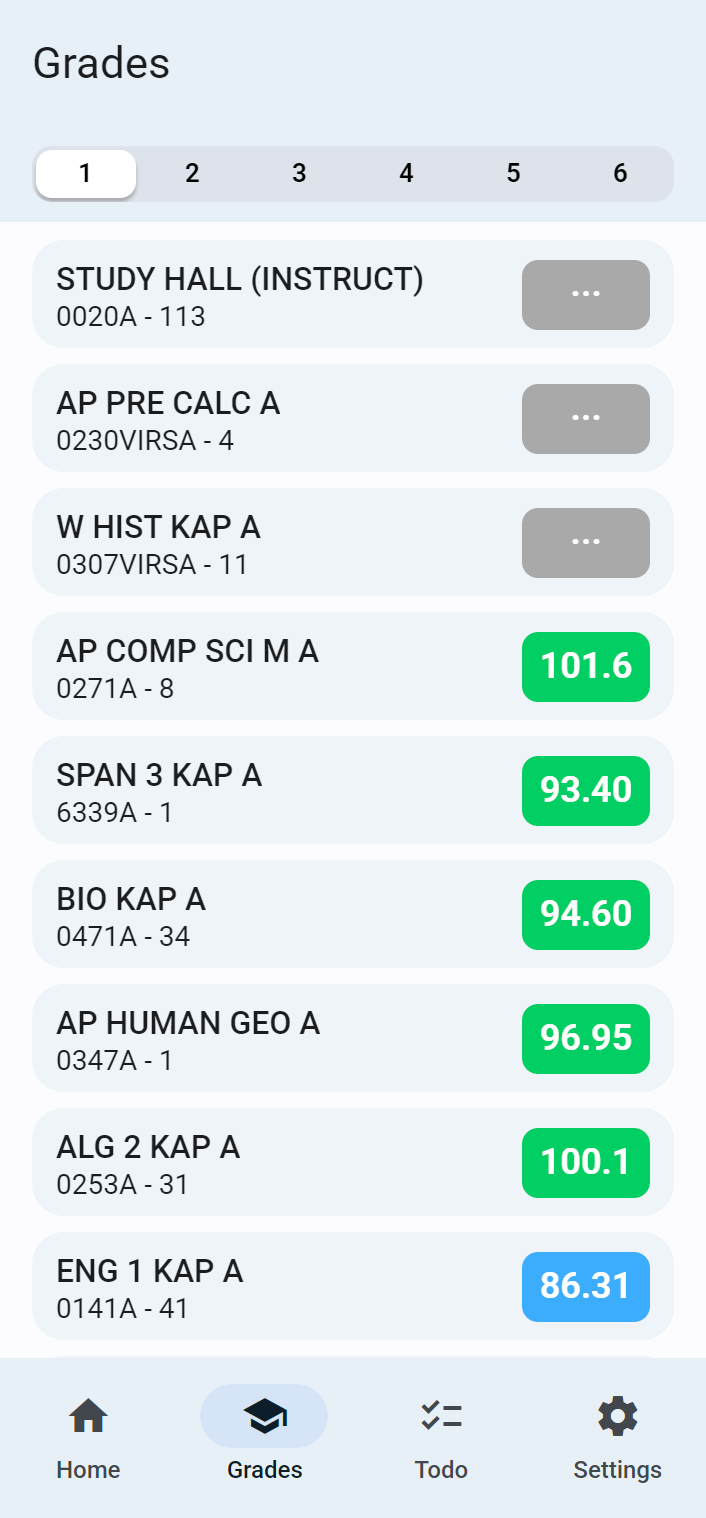 Grades
1 2 3 4 5 6
STUDY HALL (INSTRUCT)
0020A - 113
...
AP PRE CALC A
0230VIRSA - 4
...
W HIST KAP A
0307VIRSA - 11
...
AP COMP SCI M A
0271A - 8
101.6
SPAN 3 KAP A
6339A - 1
93.40
BIO KAP A
0471A - 34
94.60
AP HUMAN GEO A
0347A - 1
96.95
ALG 2 KAP A
0253A - 31
100.1
ENG 1 KAP A
0141A - 41
86.31
Home Grades Todo Settings